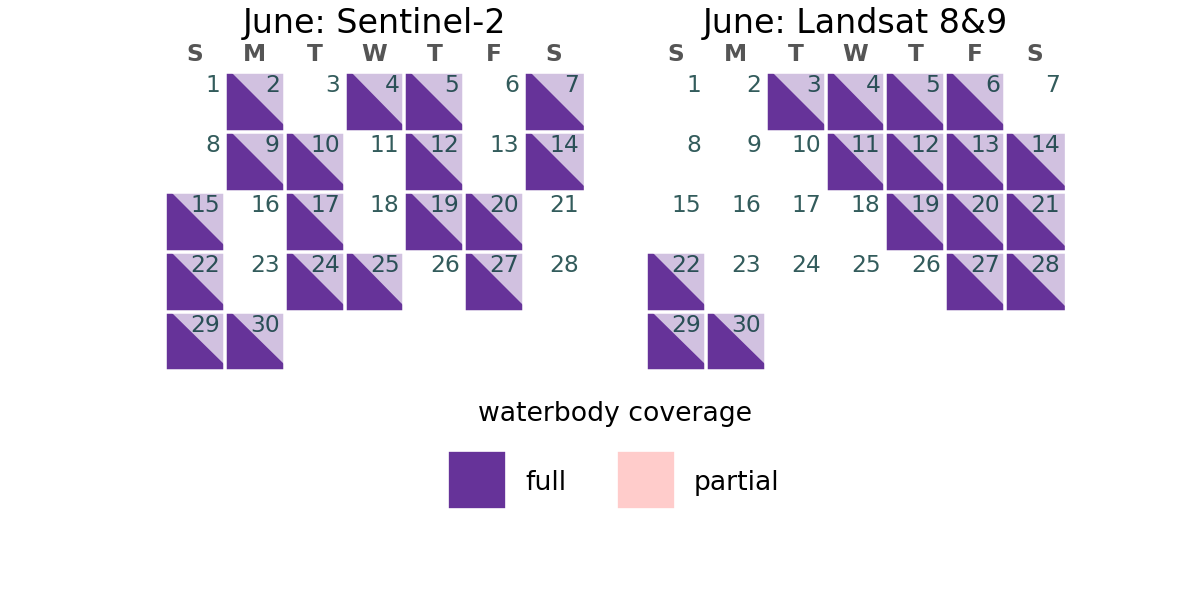 June: Sentinel-2
S M T W T F S
1 2 3 4 5 6 7
8 9 10 11 12 13 14
15 16 17 18 19 20 21
22 23 24 25 26 27 28
29 30
June: Landsat 8&9
S M T W T F S
1 2 3 4 5 6 7
8 9 10 11 12 13 14
15 16 17 18 19 20 21
22 23 24 25 26 27 28
29 30
waterbody coverage
full partial